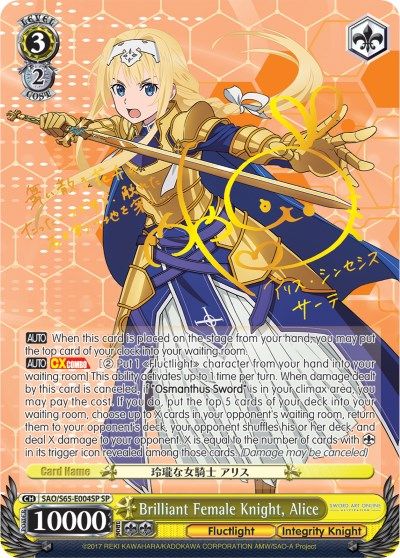 LEVEL
3
2
COST
AUTO When this card is placed on the stage from your hand, you may put
the top card of your clock into your waiting room.
AUTO CX COMBO [② Put 1 <Fluctlight> character from your hand into your
waiting room] This ability activates up to 1 time per turn. When damage dealt
by this card is canceled, if "Osmanthus Sword" is in your climax area, you
may pay the cost. If you do, put the top
your deck into your waiting
room, choose up to X cards in your opponent's waiting room, return
them to your opponent's deck, your opponent shuffles his or her deck, and
deal X damage to your opponent. X is equal to the number of cards with
in its trigger icon revealed among those cards. (Damage may be canceled)
Card Name
玲瓏な女騎士 アリス
CH SAO/S65-E004SP SP
Brilliant Female Knight, Alice
SWORD ART ONLINE
POWER
10000
SOUL
Fluctlight
Integrity Knight
©2017 REKI KAWAHARA/KADOKAWA CORPORATION AMW/SAO-A Project
アリス・シンセシス
サーティ